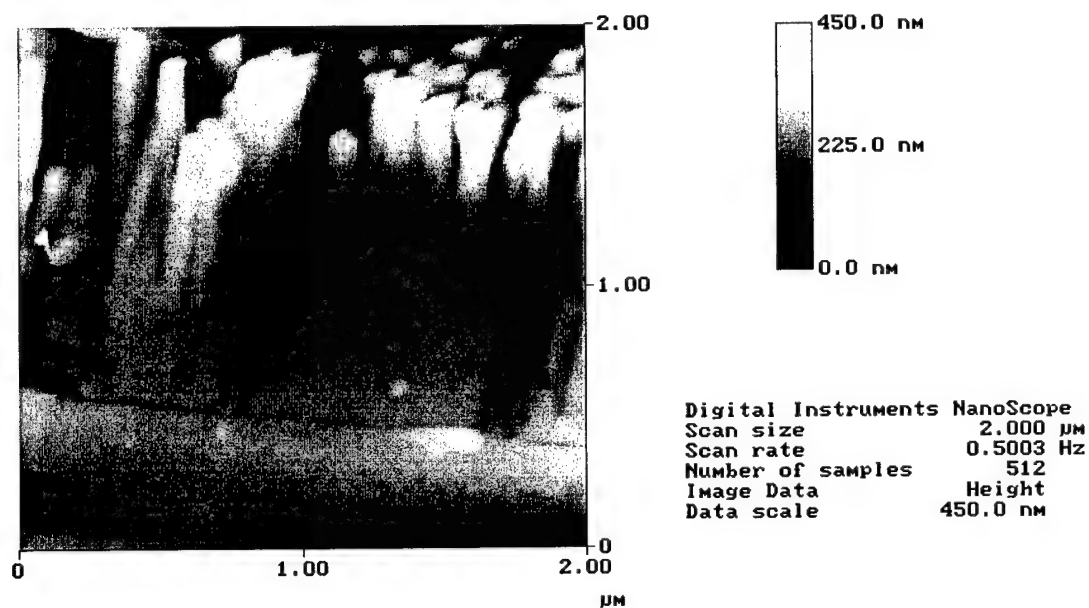 2.00
450.0 nM
225.0 nM
0.0 nM
1.00
Digital Instruments NanoScope
Scan size 2.000 µM
Scan rate 0.5003 Hz
Number of samples 512
Image Data Height
Data scale 450.0 nM
0
0 1.00 2.00
µM